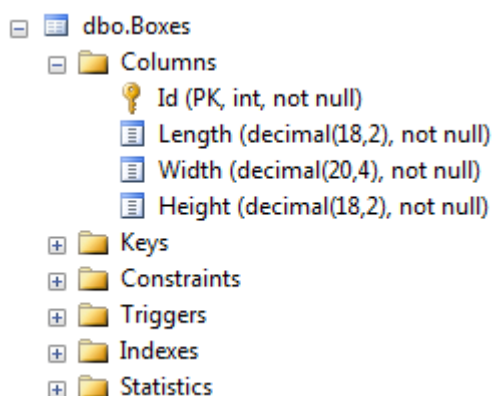 dbo.Boxes
Columns
Id (PK, int, not null)
Length (decimal(18,2), not null)
Width (decimal(20,4), not null)
Height (decimal(18,2), not null)
Keys
Constraints
Triggers
Indexes
Statistics